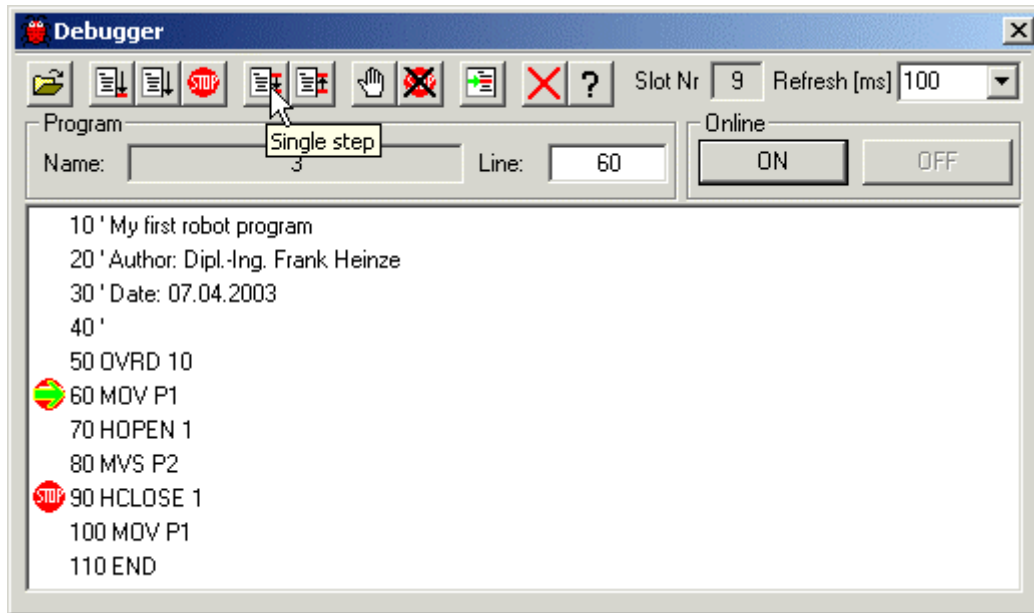 Debugger
STOP
Slot Nr 9 Refresh [ms] 100
Single step
Program
Name: 3 Line: 60
Online
ON OFF
10 ' My first robot program
20 ' Author: Dipl.-Ing. Frank Heinze
30 ' Date: 07.04.2003
40 '
50 OVRD 10
60 MOV P1
70 HOPEN 1
80 MVS P2
STOP 90 HCLOSE 1
100 MOV P1
110 END